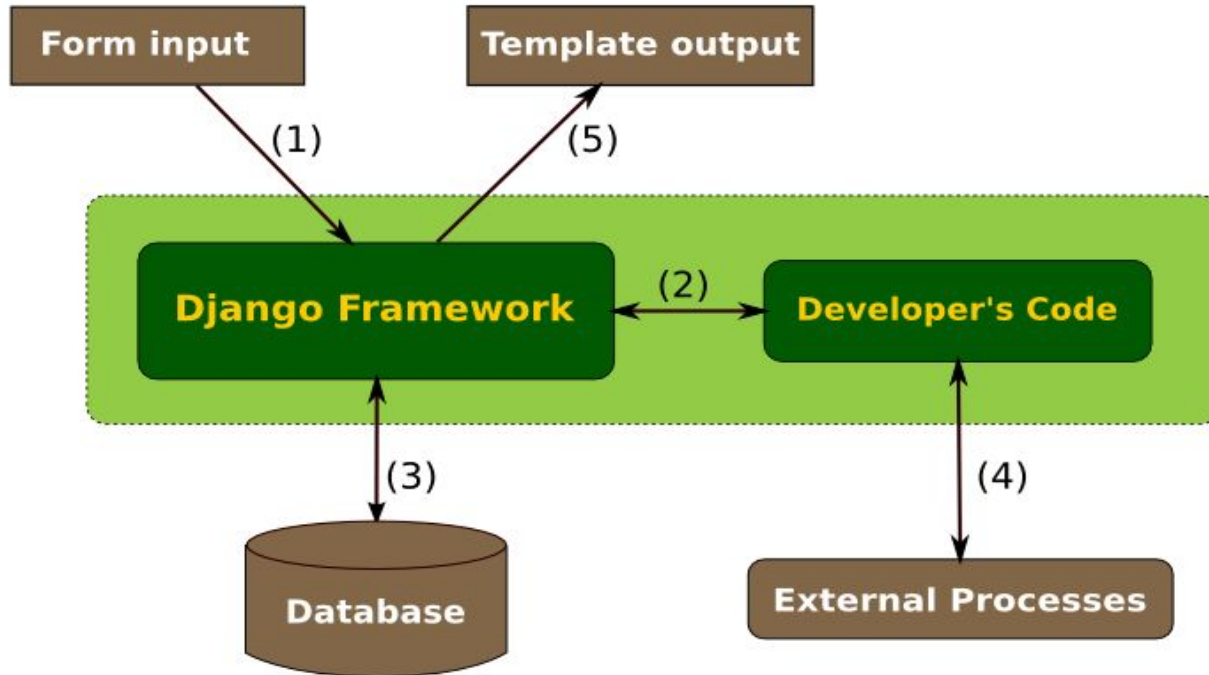 Form input
Template output
(1)
(5)
Django Framework
(2)
Developer's Code
(3)
(4)
Database
External Processes